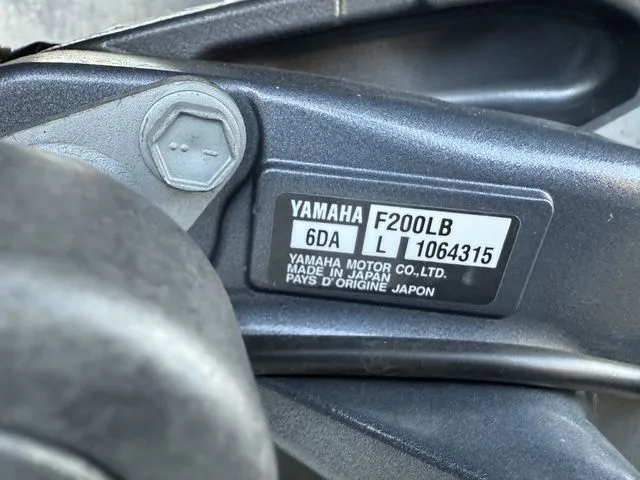 YAMAHA F200LB
6DA L 1064315
YAMAHA MOTOR CO.,LTD.
MADE IN JAPAN
PAYS D'ORIGINE JAPON